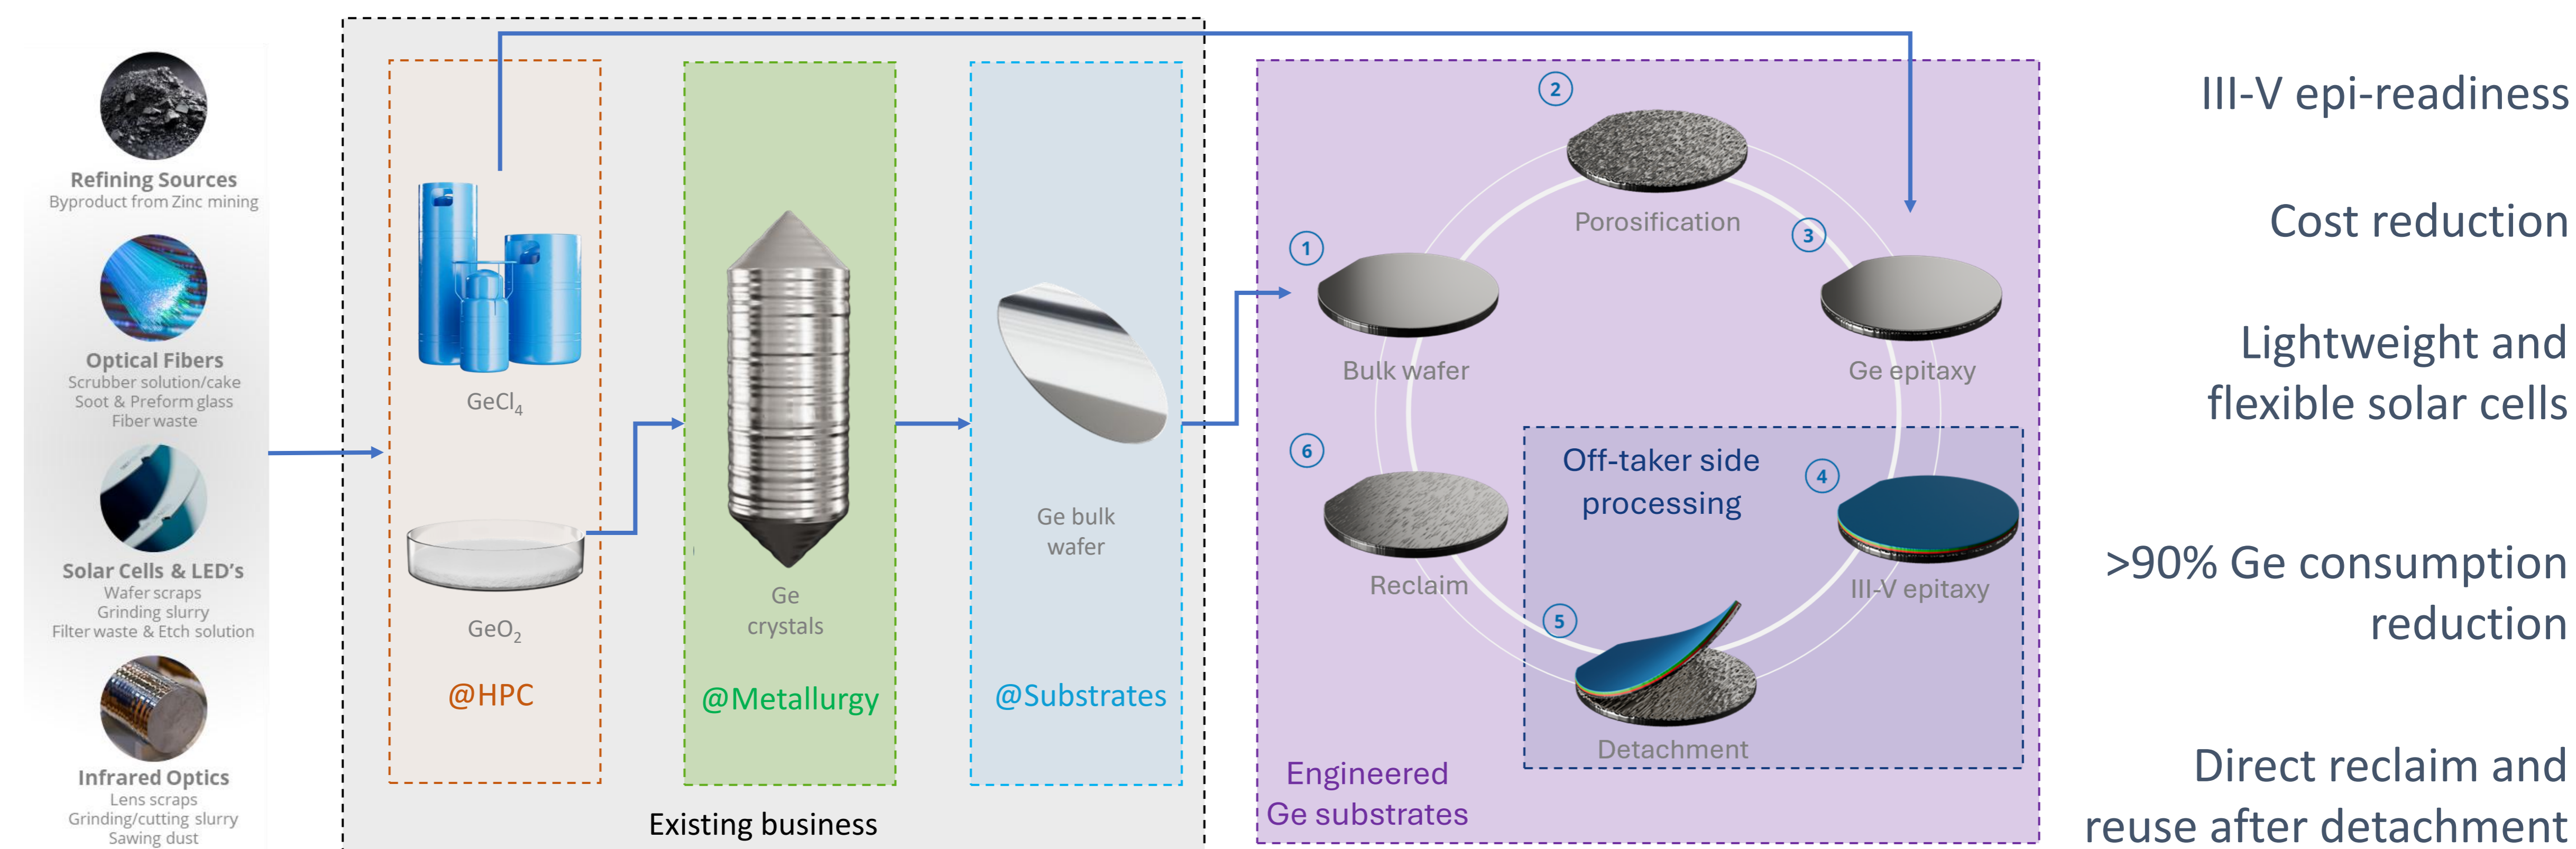 Refining Sources
Byproduct from Zinc mining
Optical Fibers
Scrubber solution/cake
Soot & Preform glass
Fiber waste
Solar Cells & LED's
Wafer scraps
Grinding slurry
Filter waste & Etch solution
Infrared Optics
Lens scraps
Grinding/cutting slurry
Sawing dust
GeCl₄
GeO₂
@HPC
Ge
crystals
@Metallurgy
Ge bulk
wafer
@Substrates
Existing business
1
Bulk wafer
2
Porosification
3
Ge epitaxy
Off-taker side
processing
4
III-V epitaxy
5
Detachment
6
Reclaim
Engineered
Ge substrates
III-V epi-readiness
Cost reduction
Lightweight and
flexible solar cells
>90% Ge consumption
reduction
Direct reclaim and
reuse after detachment